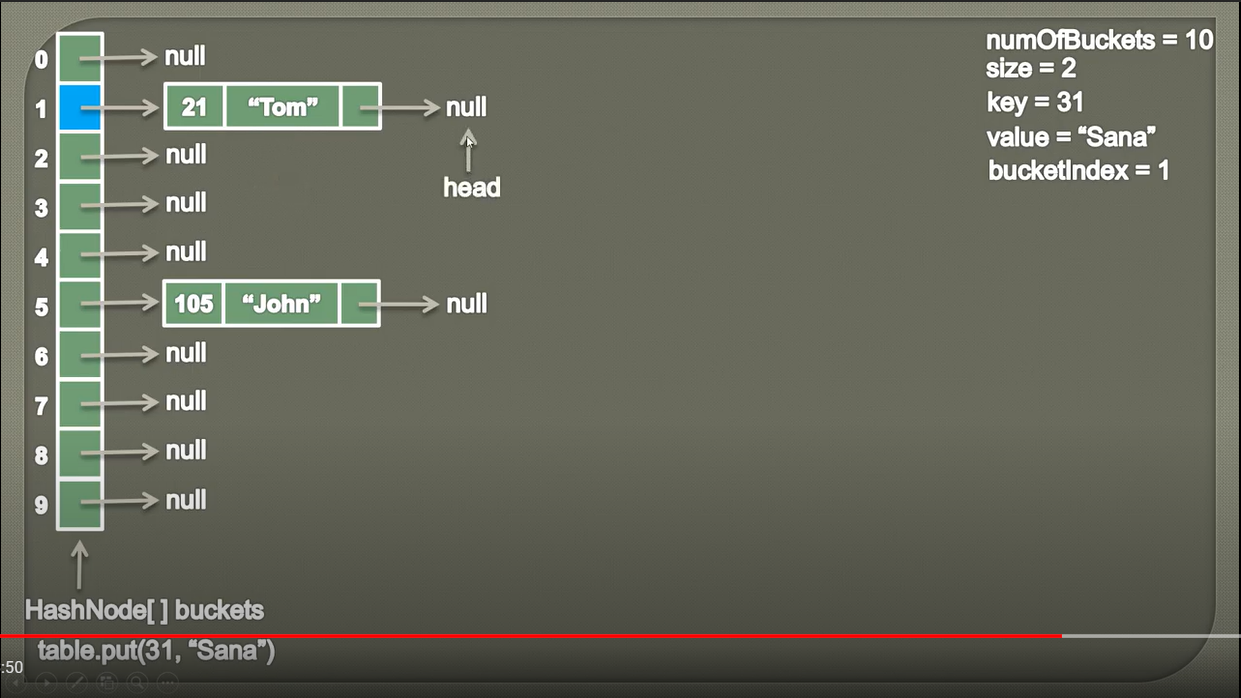 numOfBuckets = 10
size = 2
key = 31
value = “Sana”
bucketIndex = 1
0 null
1 21 “Tom” null
head
2 null
3 null
4 null
5 105 “John” null
6 null
7 null
8 null
9 null
HashNode[ ] buckets
table.put(31, “Sana”)
:50